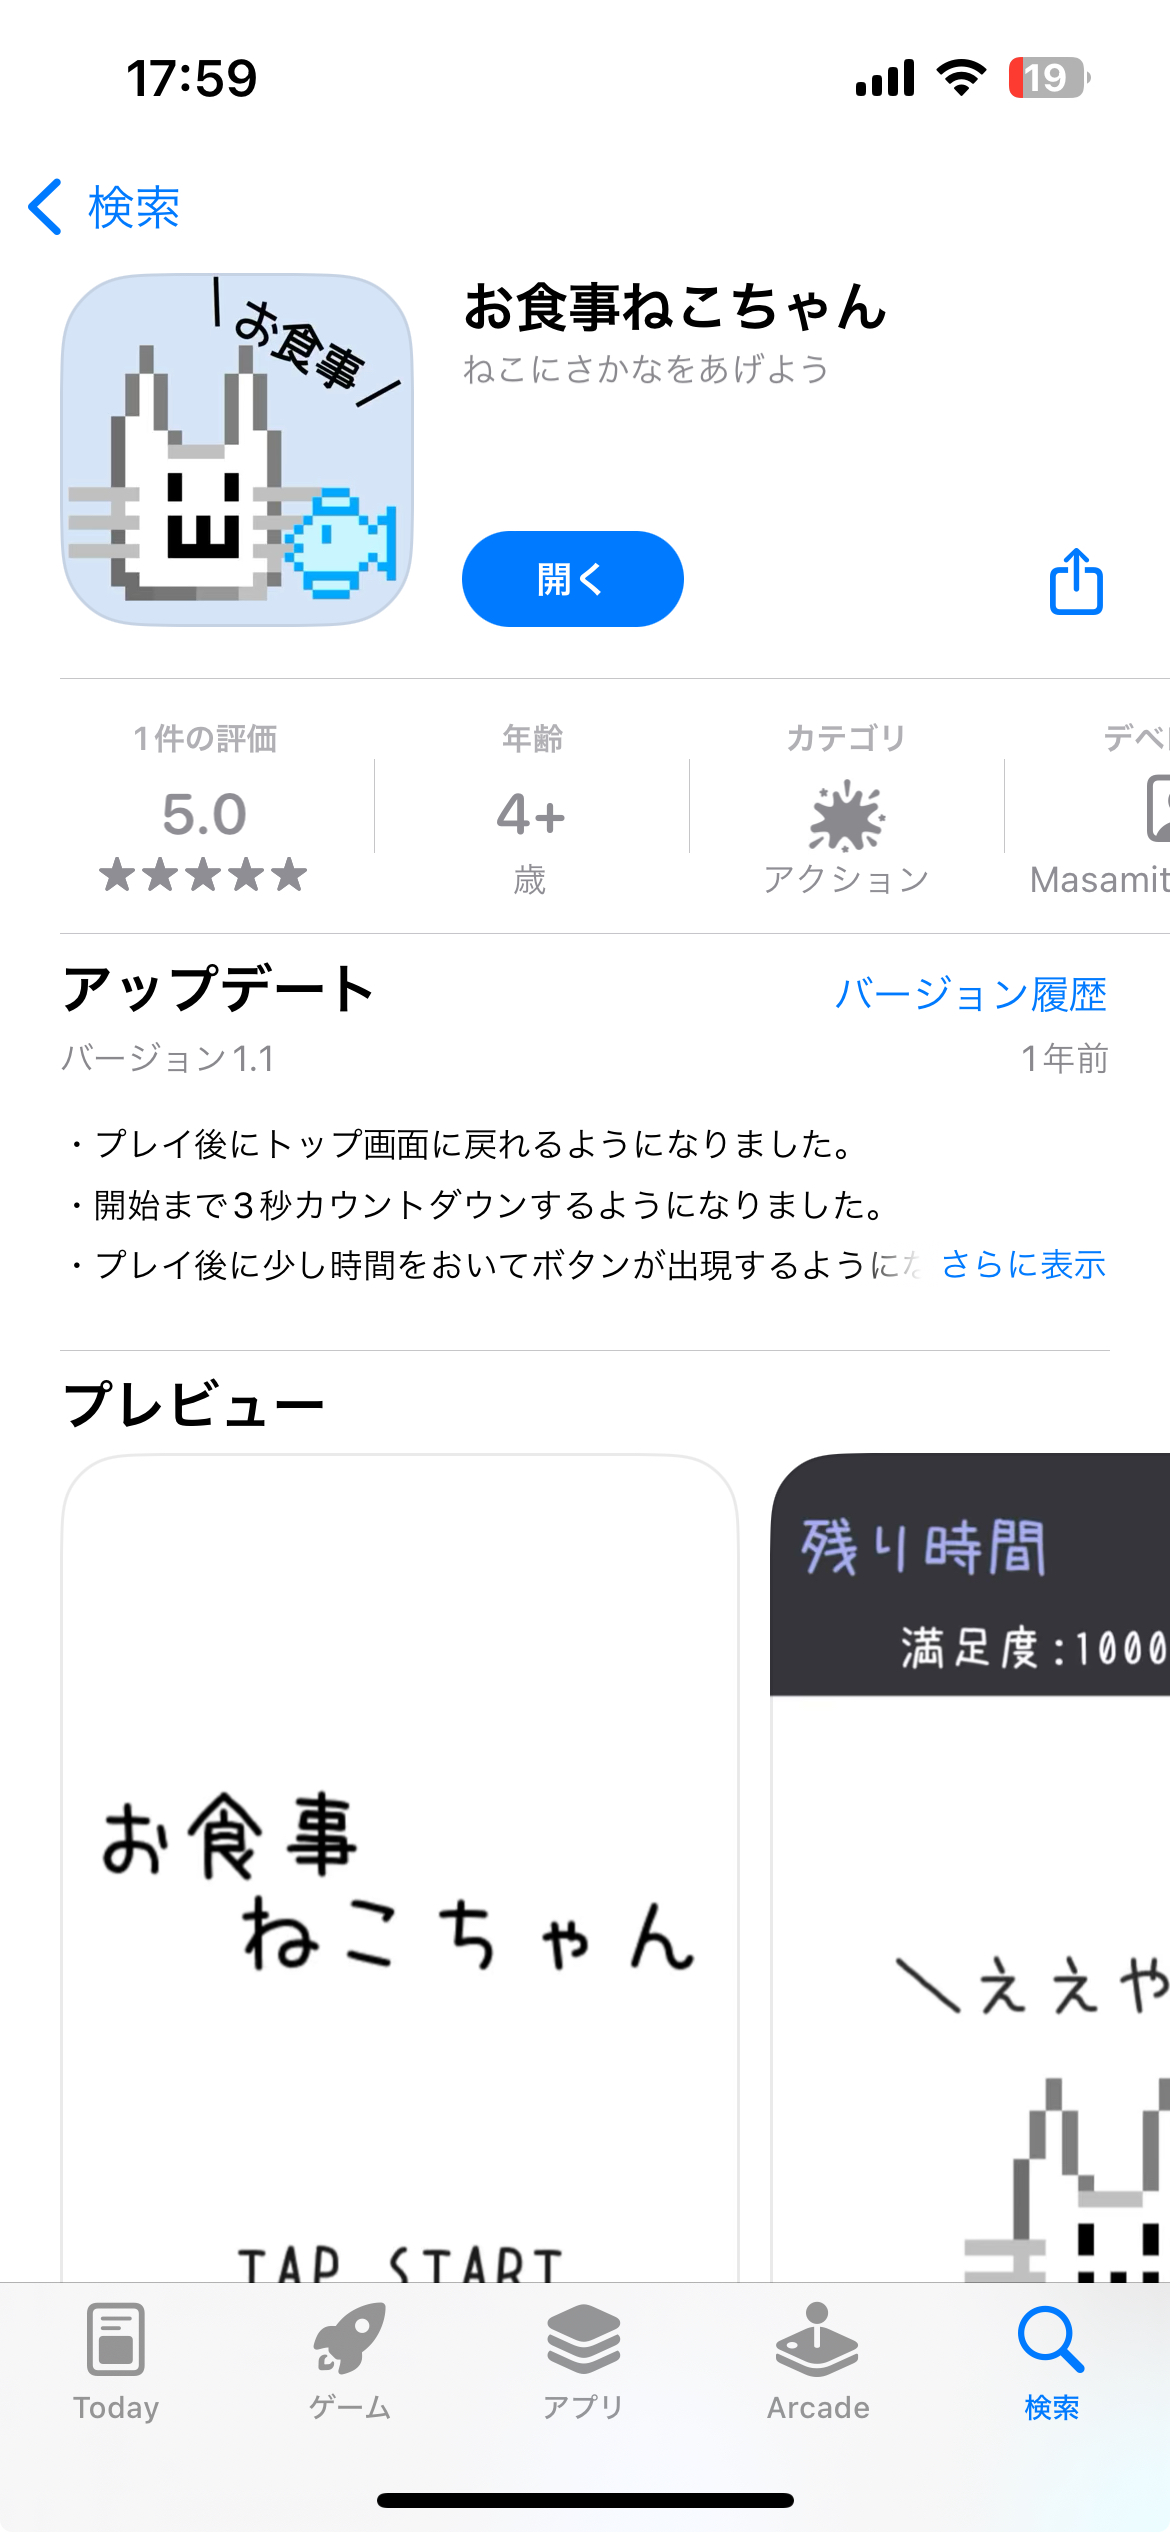 17:59
19
検索
お食事
お食事ねこちゃん
ねこにさかなをあげよう
開く
1件の評価
5.0
★★★★★
年齢
4+
歳
カテゴリ
アクション
デベ
Masamit
アップデート
バージョン履歴
バージョン1.1
1年前
・プレイ後にトップ画面に戻れるようになりました。
・開始まで3秒カウントダウンするようになりました。
・プレイ後に少し時間をおいてボタンが出現するようにな
さらに表示
プレビュー
お食事
ねこちゃん
TAP START
残り時間
満足度:1000
\ええや
Today
ゲーム
アプリ
Arcade
検索